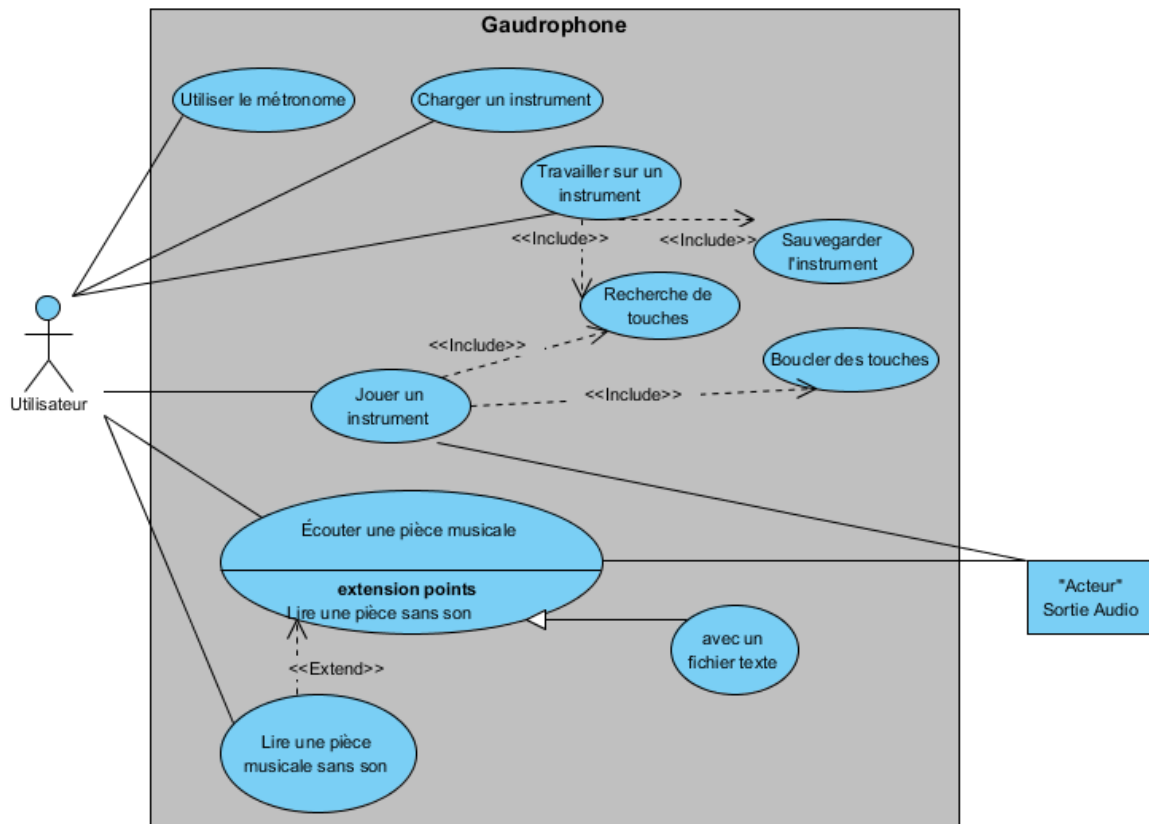 Gaudrophone
Utiliser le métronome
Charger un instrument
Travailler sur un
instrument
<<Include>>
<<Include>>
Sauvegarder
l'instrument
Recherche de
touches
<<Include>>
Boucler des touches
Utilisateur
Jouer un
instrument
<<Include>>
Écouter une pièce musicale
extension points
Lire une pièce sans son
"Acteur"
Sortie Audio
avec un
fichier texte
<<Extend>>
Lire une pièce
musicale sans son